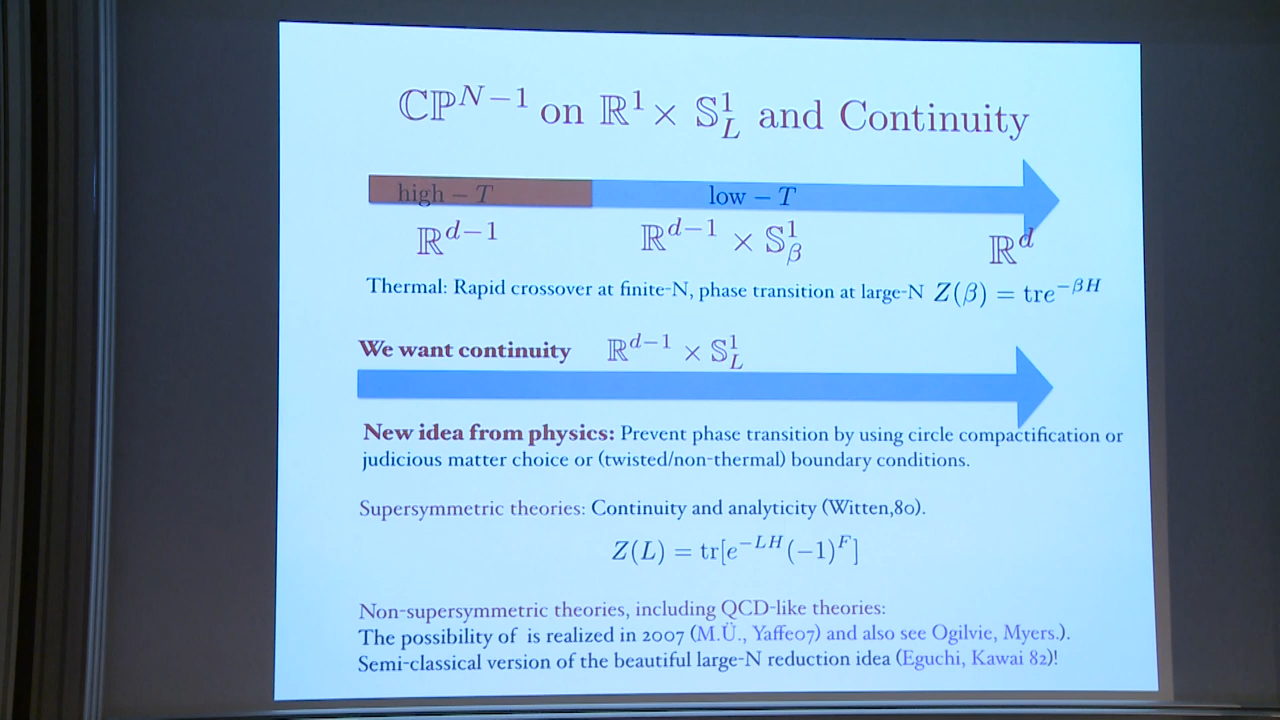 ℂℙ^{N−1} on ℝ^1 × 𝕊^1_L and Continuity
high − T low − T
ℝ^{d−1} ℝ^{d−1} × 𝕊^1_β ℝ^d
Thermal: Rapid crossover at finite-N, phase transition at large-N Z(β) = tre^{−βH}
We want continuity ℝ^{d−1} × 𝕊^1_L
New idea from physics: Prevent phase transition by using circle compactification or
judicious matter choice or (twisted/non-thermal) boundary conditions.
Supersymmetric theories: Continuity and analyticity (Witten,80).
Z(L) = tr[e^{−LH}(−1)^F]
Non-supersymmetric theories, including QCD-like theories:
The possibility of is realized in 2007 (M.Ü., Yaffe07) and also see Ogilvie, Myers.).
Semi-classical version of the beautiful large-N reduction idea (Eguchi, Kawai 82)!